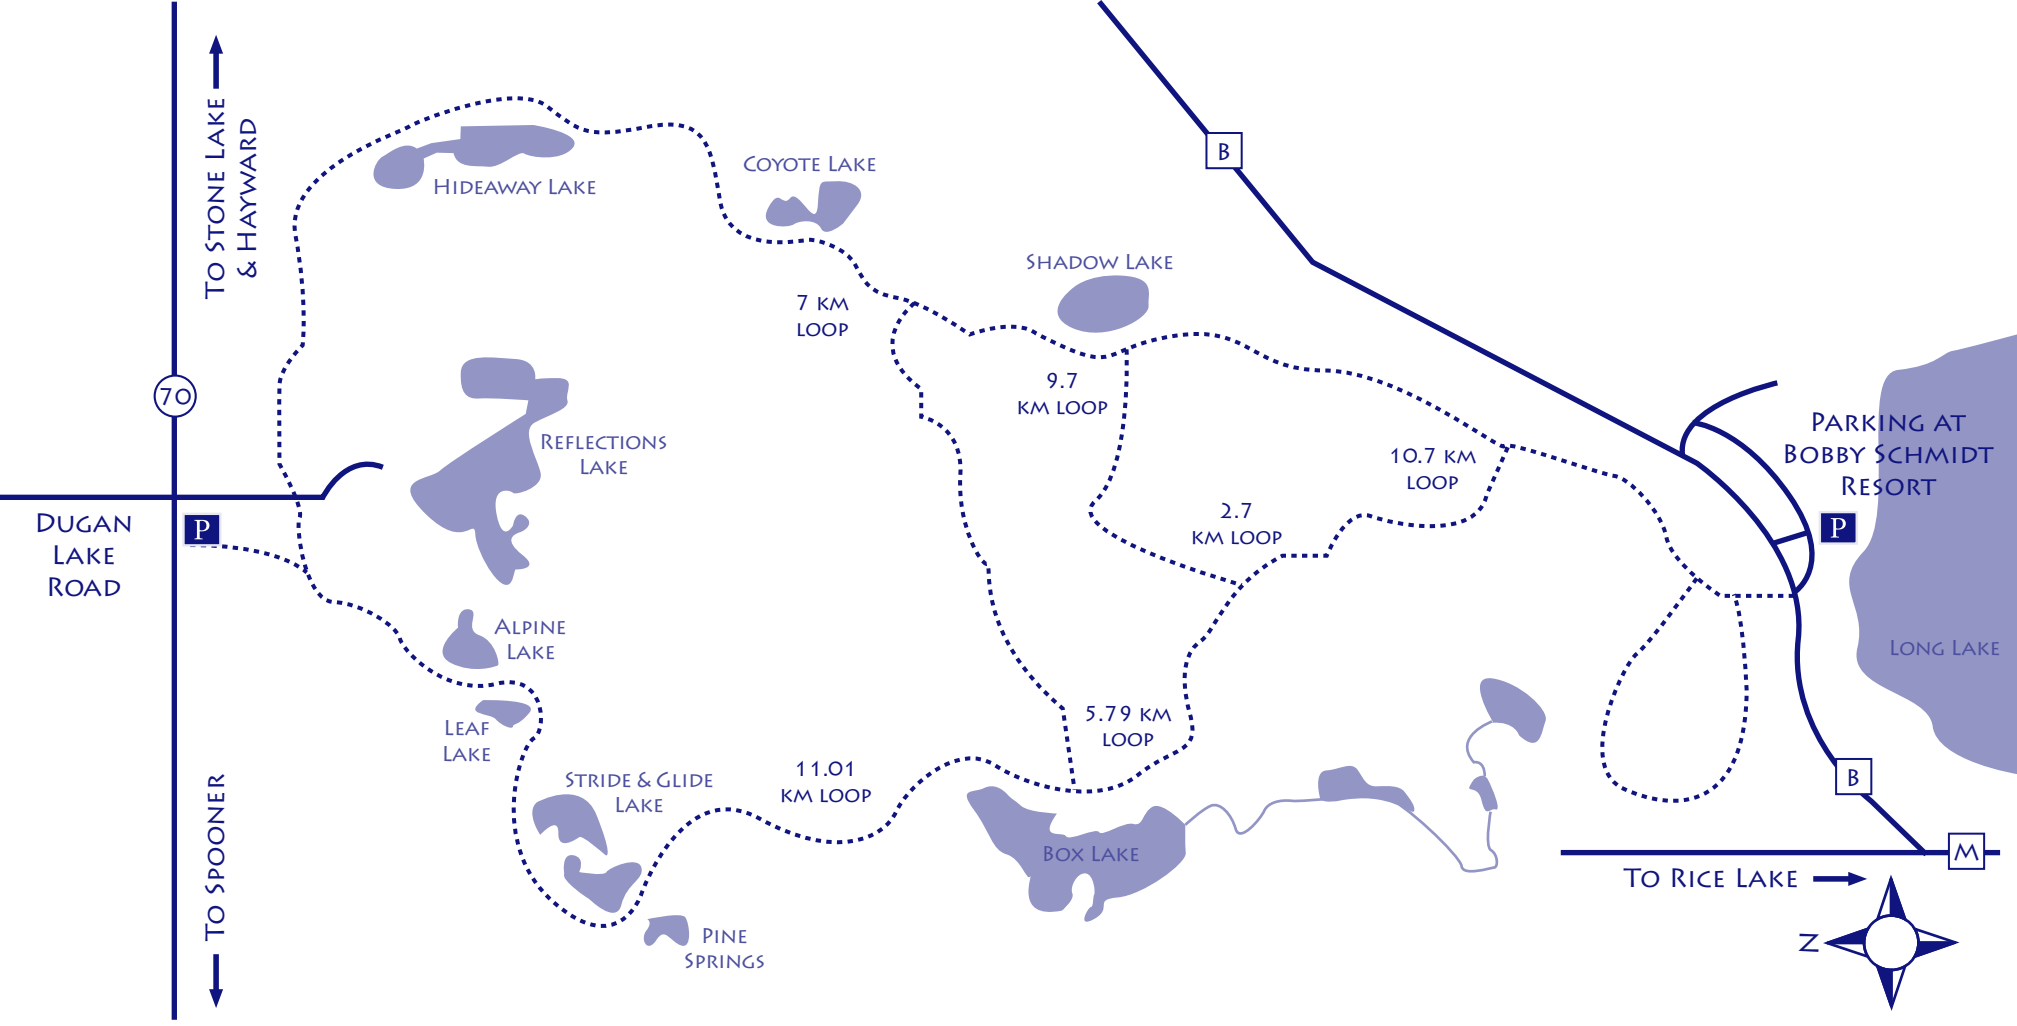 TO STONE LAKE
& HAYWARD
HIDEAWAY LAKE
COYOTE LAKE
B
SHADOW LAKE
7 KM
LOOP
9.7
KM LOOP
70
REFLECTIONS
LAKE
10.7 KM
LOOP
PARKING AT
BOBBY SCHMIDT
RESORT
P
DUGAN
LAKE
ROAD
P
2.7
KM LOOP
ALPINE
LAKE
LONG LAKE
LEAF
LAKE
5.79 KM
LOOP
STRIDE & GLIDE
LAKE
11.01
KM LOOP
B
TO SPOONER
BOX LAKE
M
TO RICE LAKE
PINE
SPRINGS
N